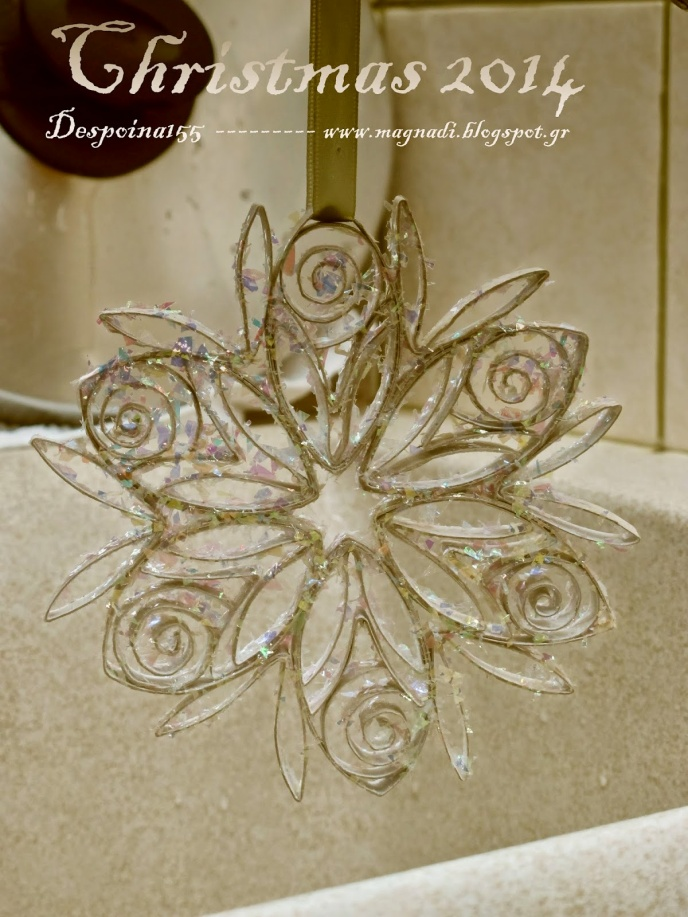 Christmas 2014
Despoina155 --------- www.magnadi.blogspot.gr